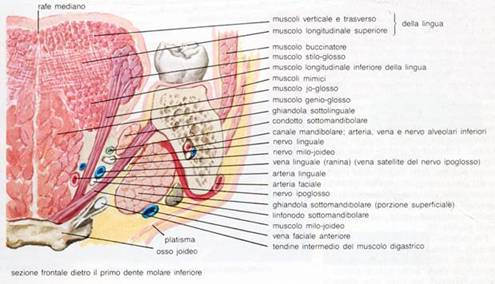 rafe mediano
muscoli verticale e trasverso
della lingua
muscolo longitudinale superiore
muscolo buccinatore
muscolo stilo-glosso
muscolo longitudinale inferiore della lingua
muscoli mimici
muscolo jo-glosso
muscolo genio-glosso
ghiandola sottolinguale
condotto sottomandibolare
canale mandibolare; arteria, vena e nervo alveolari inferiori
nervo linguale
nervo milo-joideo
vena linguale (ranina) (vena satellite del nervo ipoglosso)
arteria linguale
arteria faciale
nervo ipoglosso
ghiandola sottomandibolare (porzione superficiale)
linfonodo sottomandibolare
muscolo milo-joideo
vena faciale anteriore
tendine intermedio del muscolo digastrico
platisma
osso joideo
sezione frontale dietro il primo dente molare inferiore